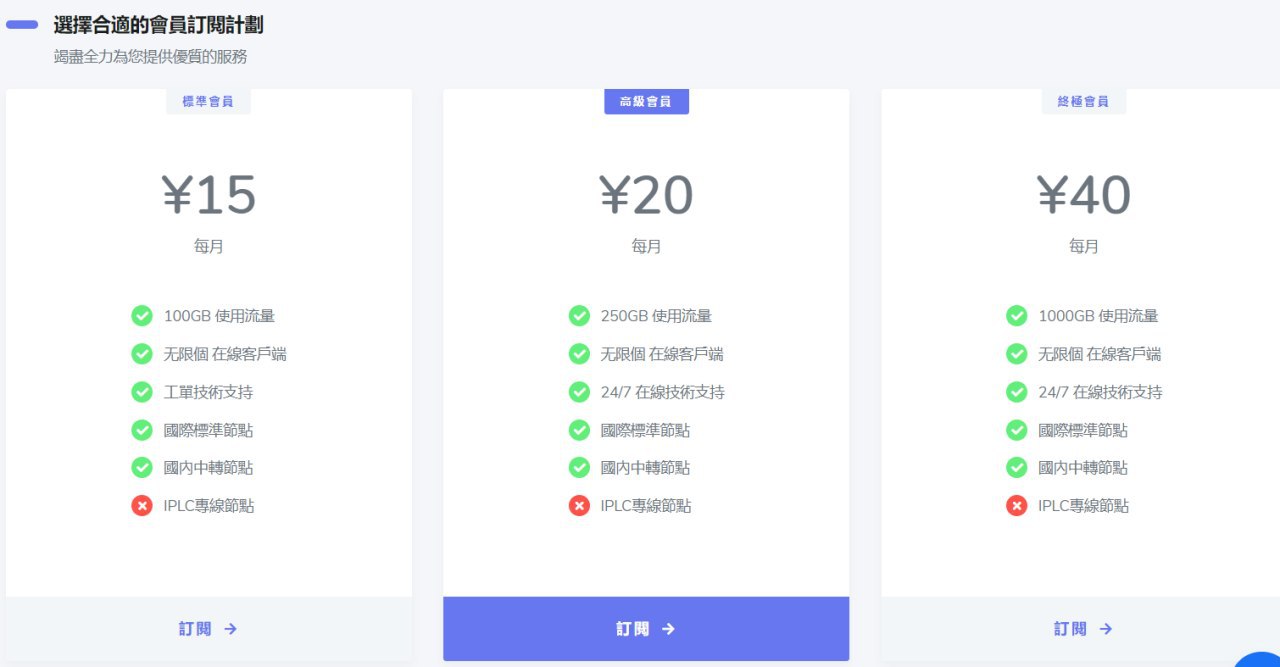 選擇合適的會員訂閱計劃
竭盡全力為您提供優質的服務
標準會員
¥15
每月
100GB 使用流量
无限個 在線客戶端
工單技術支持
國際標準節點
國内中轉節點
IPLC專線節點
訂閱 →
高級會員
¥20
每月
250GB 使用流量
无限個 在線客戶端
24/7 在線技術支持
國際標準節點
國内中轉節點
IPLC專線節點
訂閱 →
終極會員
¥40
每月
1000GB 使用流量
无限個 在線客戶端
24/7 在線技術支持
國際標準節點
國内中轉節點
IPLC專線節點
訂閱 →